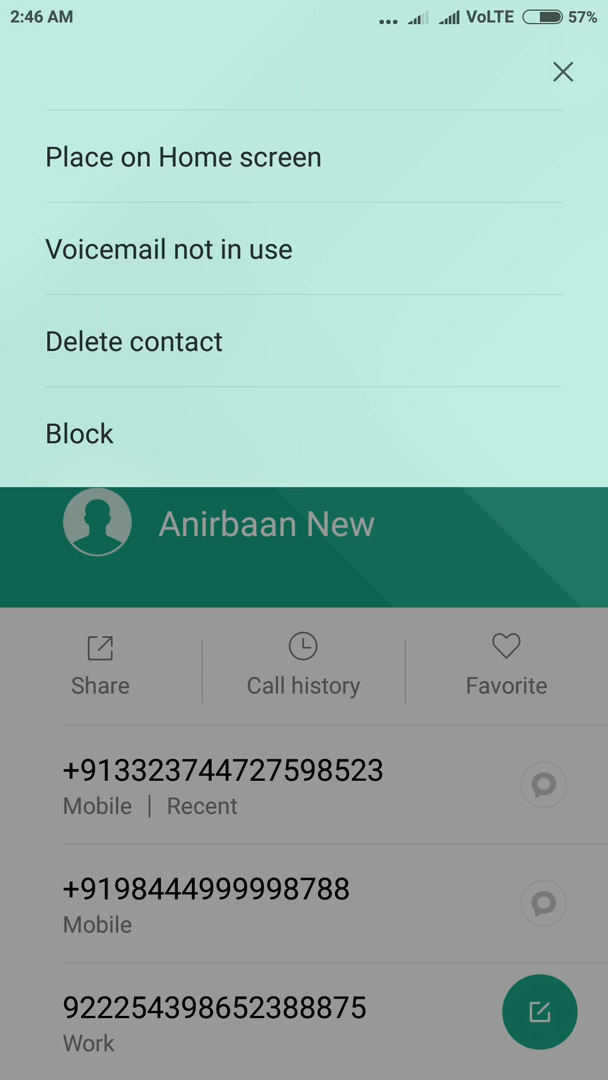 2:46 AM ... VoLTE 57%
Place on Home screen
Voicemail not in use
Delete contact
Block
Anirbaan New
Share Call history Favorite
+913323744727598523
Mobile | Recent
+9198444999998788
Mobile
922254398652388875
Work